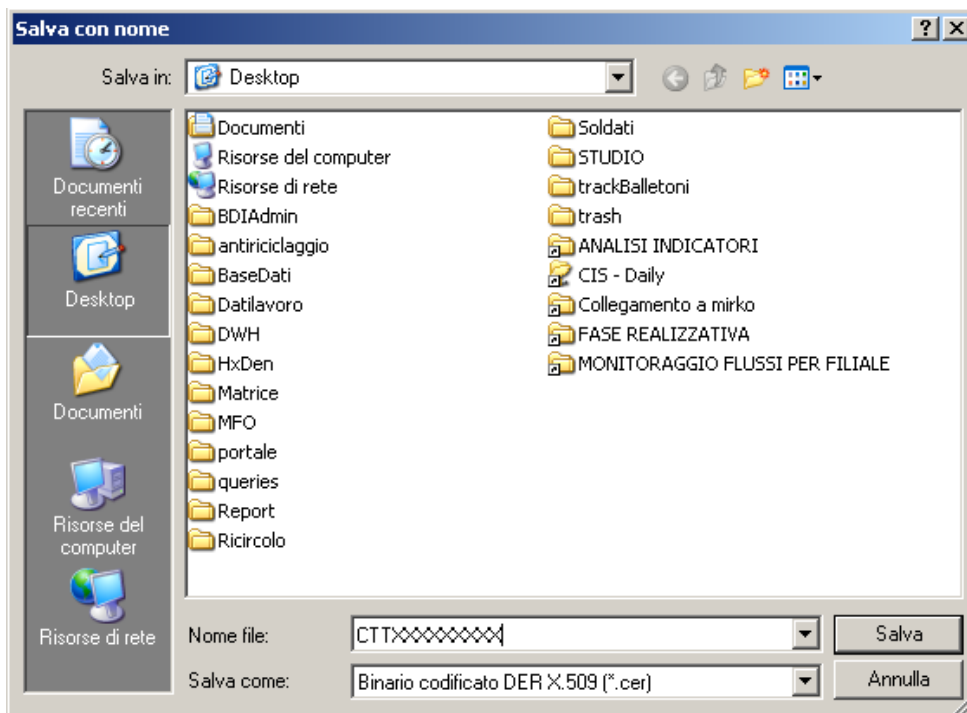 Salva con nome
Salva in:
Desktop
Documenti recenti
Desktop
Documenti
Risorse del computer
Risorse di rete
Documenti
Risorse del computer
Risorse di rete
BDIAdmin
antiriciclaggio
BaseDati
Datilavoro
DWH
HxDen
Matrice
MFO
portale
queries
Report
Ricircolo
Soldati
STUDIO
trackBalletoni
trash
ANALISI INDICATORI
CIS - Daily
Collegamento a mirko
FASE REALIZZATIVA
MONITORAGGIO FLUSSI PER FILIALE
Nome file:
CTTXXXXXXXXXX
Salva
Salva come:
Binario codificato DER X.509 (*.cer)
Annulla